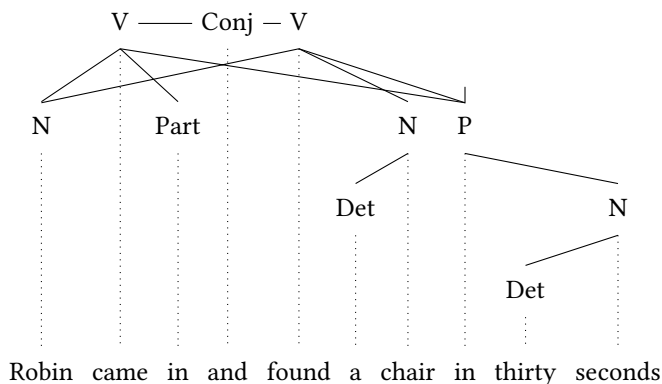 V Conj V
N Part N P
Det N
Det
Robin came in and found a chair in thirty seconds